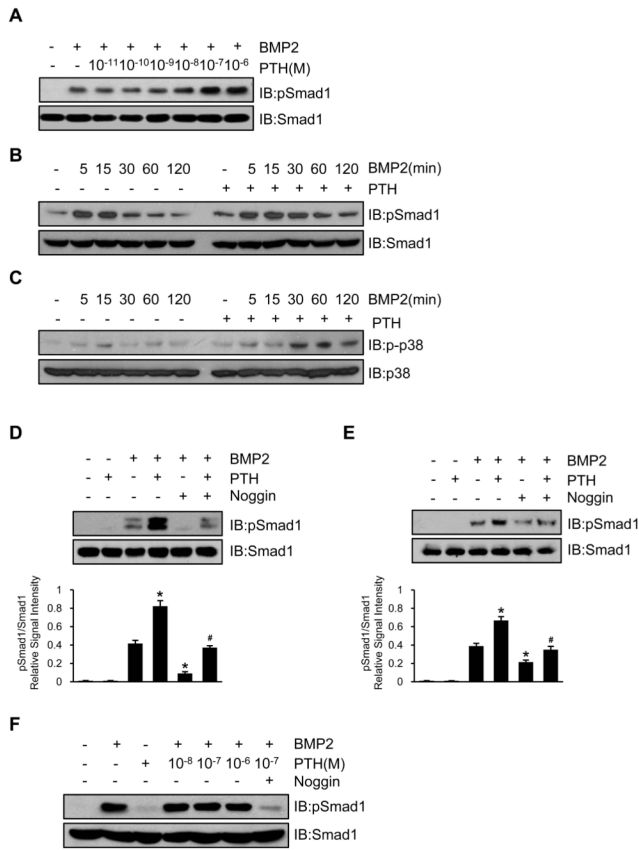 A
- + + + + + + + BMP2
- - 10-11 10-10 10-9 10-8 10-7 10-6 PTH(M)
IB:pSmad1
IB:Smad1
B
- 5 15 30 60 120 - 5 15 30 60 120 BMP2(min)
- - - - - - + + + + + + PTH
IB:pSmad1
IB:Smad1
C
- 5 15 30 60 120 - 5 15 30 60 120 BMP2(min)
- - - - - - + + + + + + PTH
IB:p-p38
IB:p38
D
- - + + + + BMP2
- + - + - + PTH
- - - - + + Noggin
IB:pSmad1
IB:Smad1
pSmad1/Smad1
Relative Signal Intensity
1
0.8
0.6
0.4
0.2
0
* * #
E
- - + + + + BMP2
- + - + - + PTH
- - - - + + Noggin
IB:pSmad1
IB:Smad1
pSmad1/Smad1
Relative Signal Intensity
1
0.8
0.6
0.4
0.2
0
* * #
F
- + - + + + + BMP2
- - + 10-8 10-7 10-6 10-7 PTH(M)
- - - - - - + Noggin
IB:pSmad1
IB:Smad1